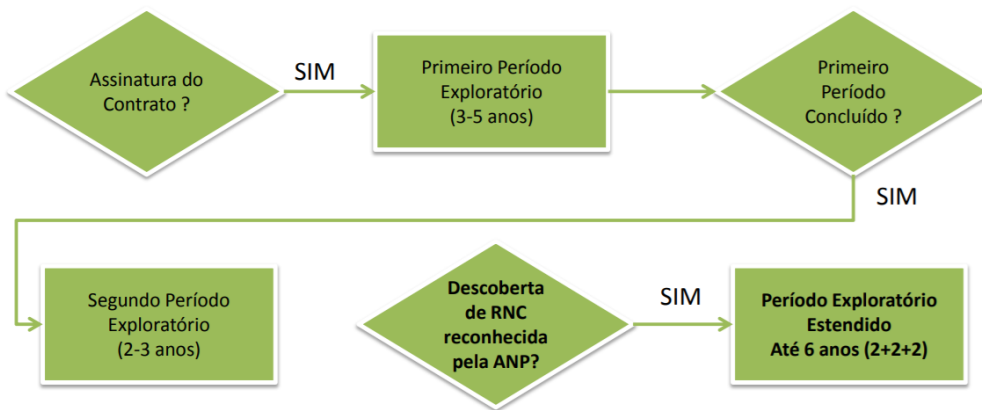 Assinatura do
Contrato ?
SIM
Primeiro Período
Exploratório
(3-5 anos)
Primeiro
Período
Concluído ?
SIM
Segundo Período
Exploratório
(2-3 anos)
Descoberta
de RNC
reconhecida
pela ANP?
SIM
Período Exploratório
Estendido
Até 6 anos (2+2+2)